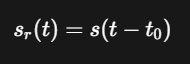 s_r(t) = s(t − t_0)